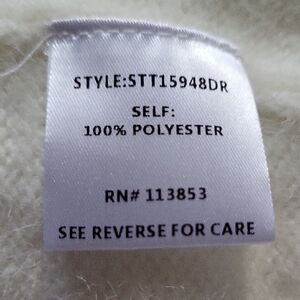 STYLE:STT15948DR
SELF:
100% POLYESTER
RN# 113853
SEE REVERSE FOR CARE